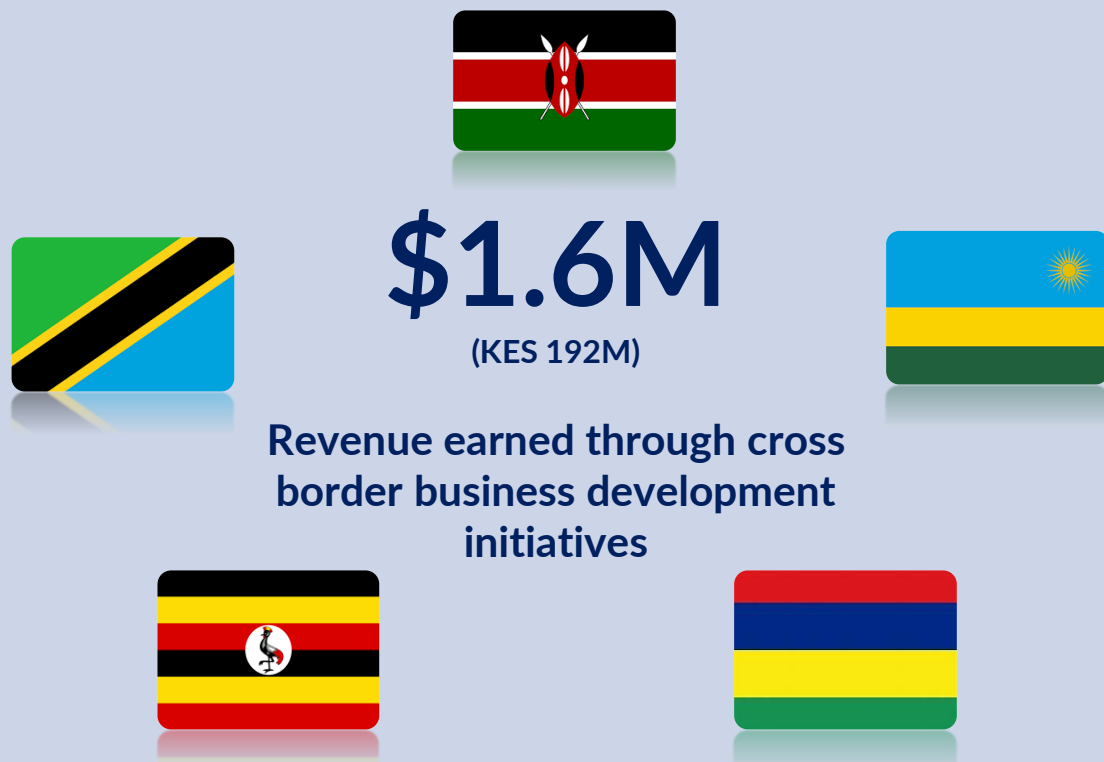 $1.6M
(KES 192M)
Revenue earned through cross
border business development
initiatives